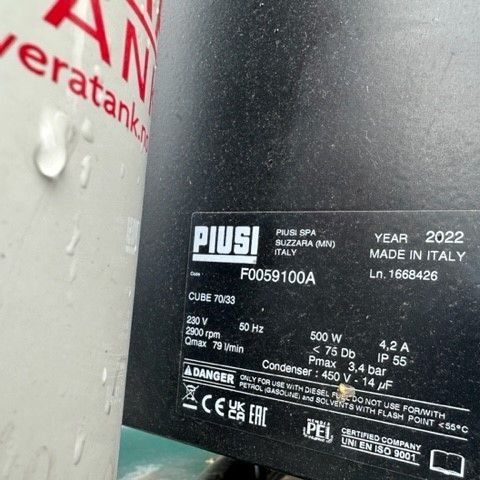 TANK
veratank.no
PIUSI
PIUSI SPA
SUZZARA (MN)
ITALY
YEAR 2022
MADE IN ITALY
Code F0059100A
Ln. 1668426
CUBE 70/33
230 V 50 Hz 500 W 4,2 A
2900 rpm < 75 Db IP 55
Qmax 79 l/min Pmax 3,4 bar
Condenser : 450 V - 14 µF
DANGER ONLY FOR USE WITH DIESEL FUEL DO NOT USE FOR/WITH
PETROL (GASOLINE) and SOLVENTS WITH FLASH POINT <55°C
CE UK CA EAC
PEI
CERTIFIED COMPANY
UNI EN ISO 9001